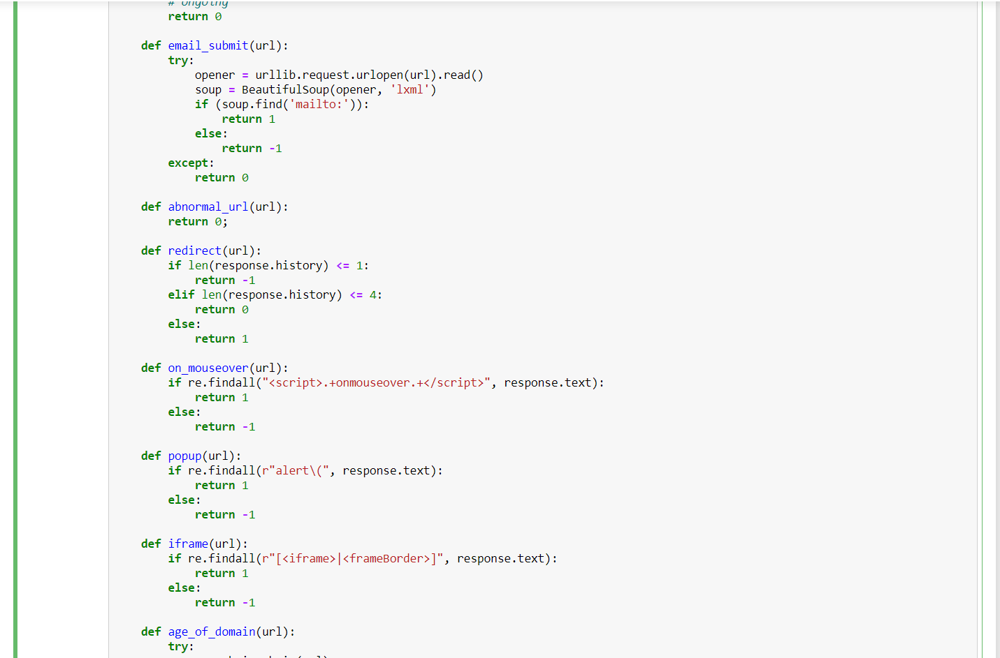 # ongoing
return 0
def email_submit(url):
try:
opener = urllib.request.urlopen(url).read()
soup = BeautifulSoup(opener, 'lxml')
if (soup.find('mailto:')):
return 1
else:
return -1
except:
return 0
def abnormal_url(url):
return 0;
def redirect(url):
if len(response.history) <= 1:
return -1
elif len(response.history) <= 4:
return 0
else:
return 1
def on_mouseover(url):
if re.findall("<script>.+onmouseover.+</script>", response.text):
return 1
else:
return -1
def popup(url):
if re.findall(r"alert\(", response.text):
return 1
else:
return -1
def iframe(url):
if re.findall(r"[<iframe>|<frameBorder>]", response.text):
return 1
else:
return -1
def age_of_domain(url):
try: